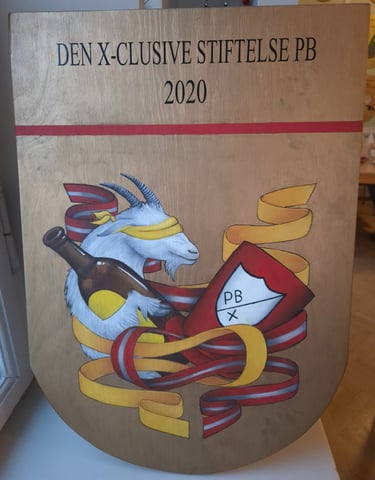 DEN X-CLUSIVE STIFTELSE PB
2020
PB
X